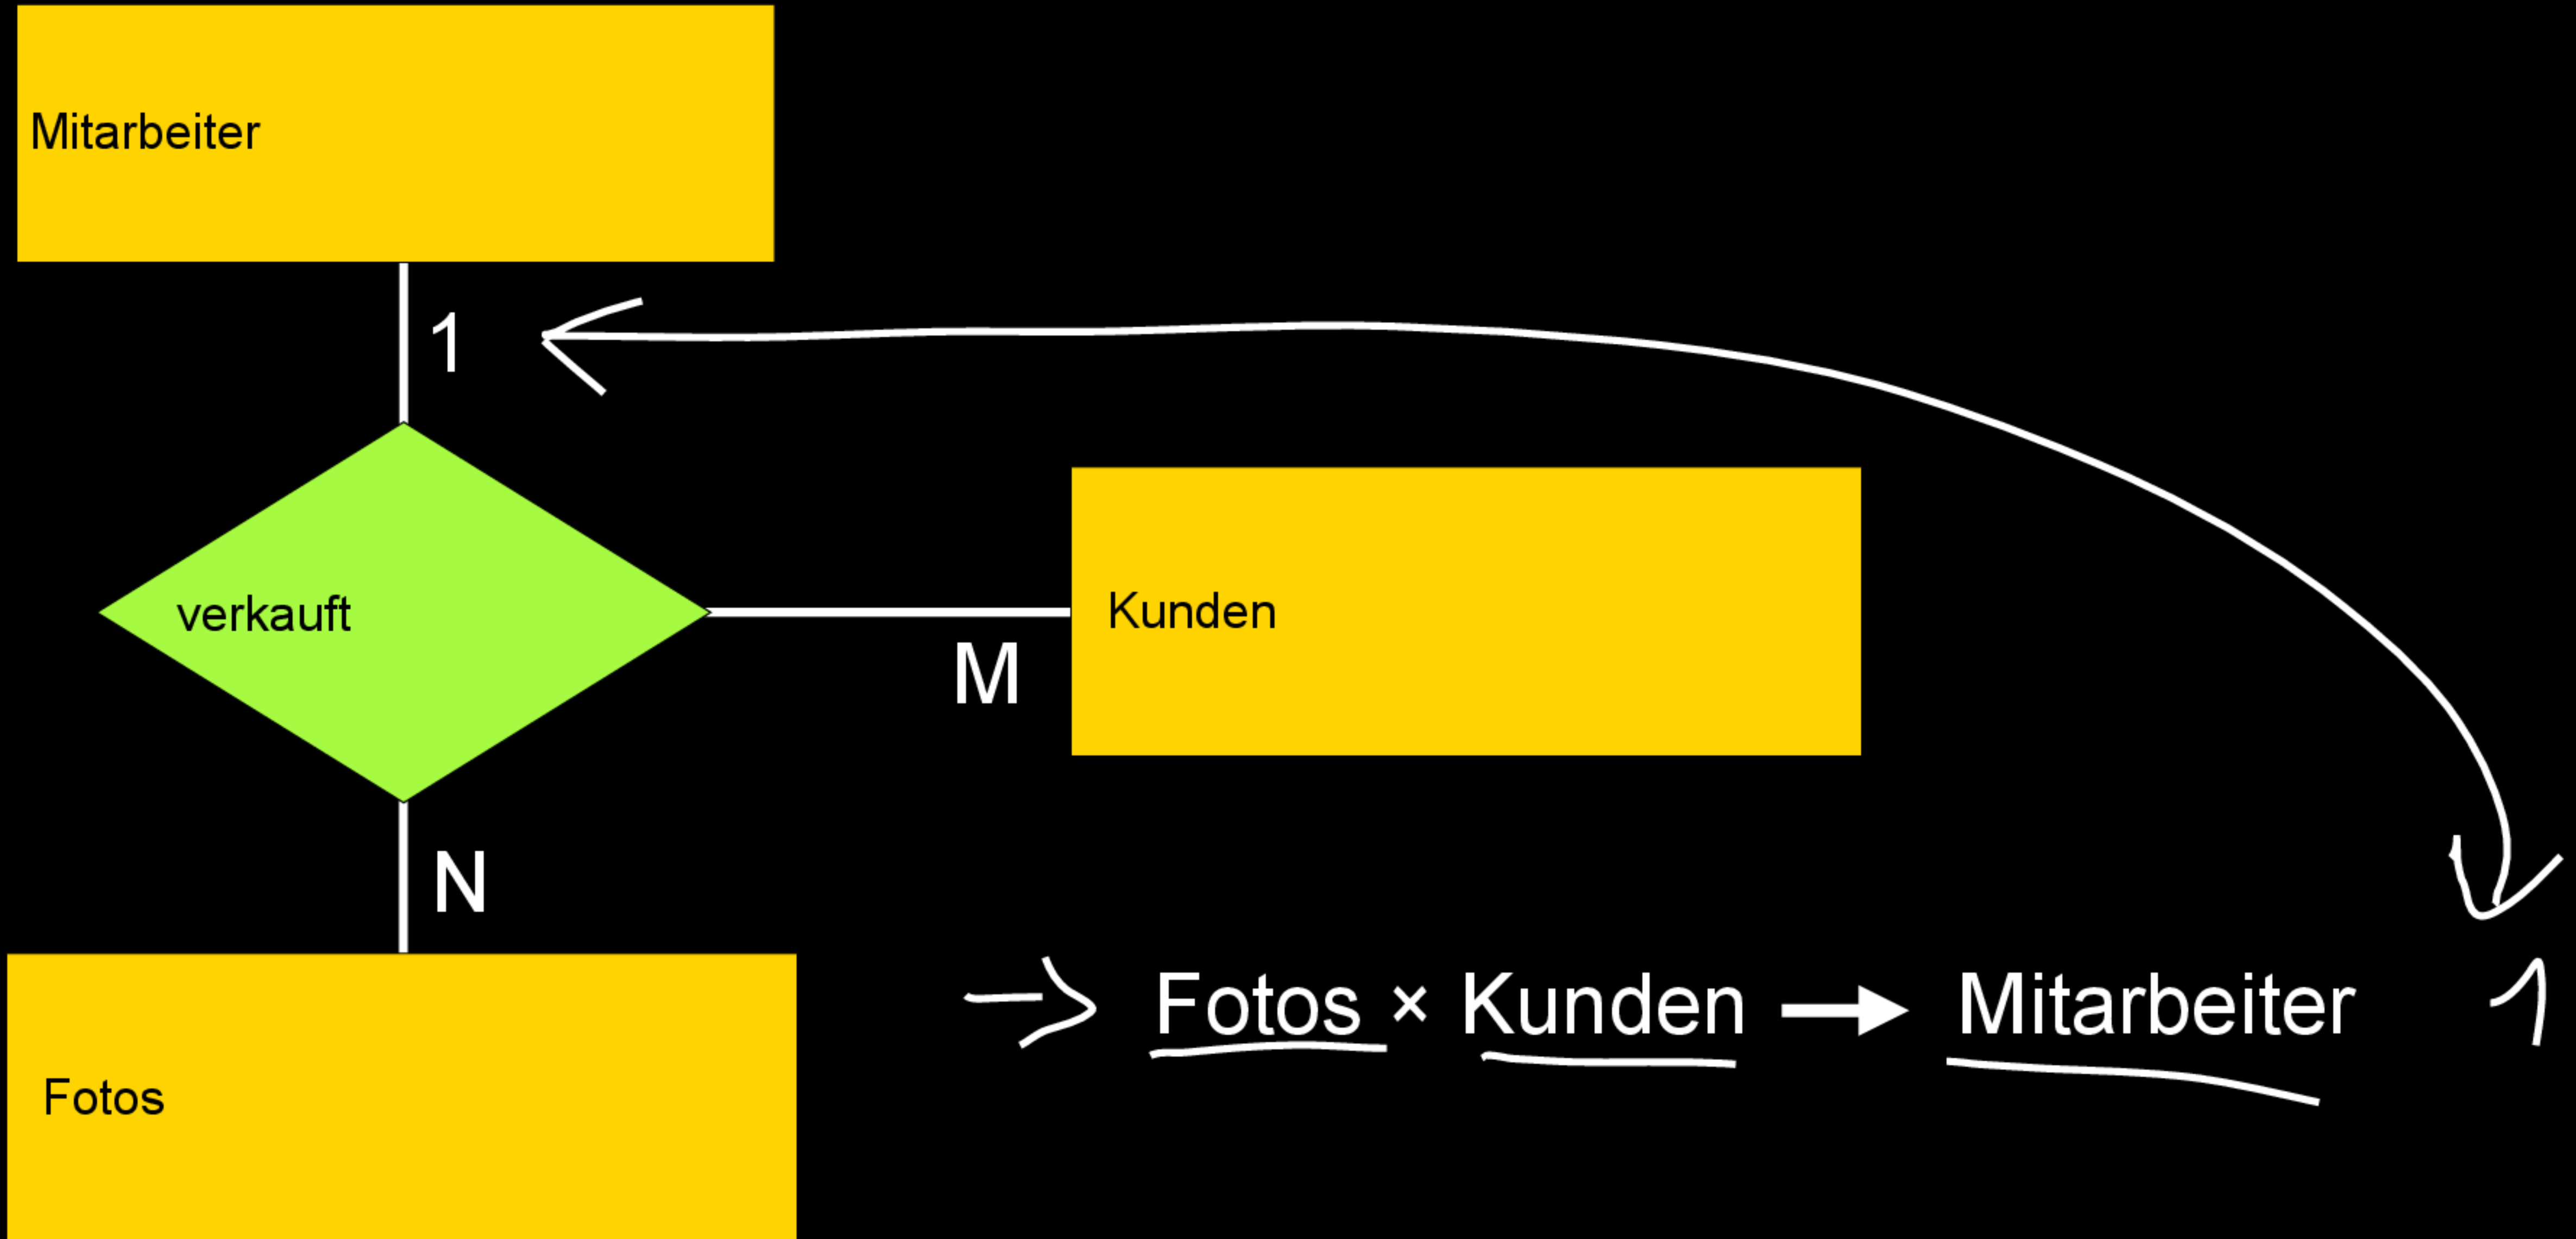 Mitarbeiter
1
verkauft
Kunden
M
N
Fotos × Kunden → Mitarbeiter 1
Fotos